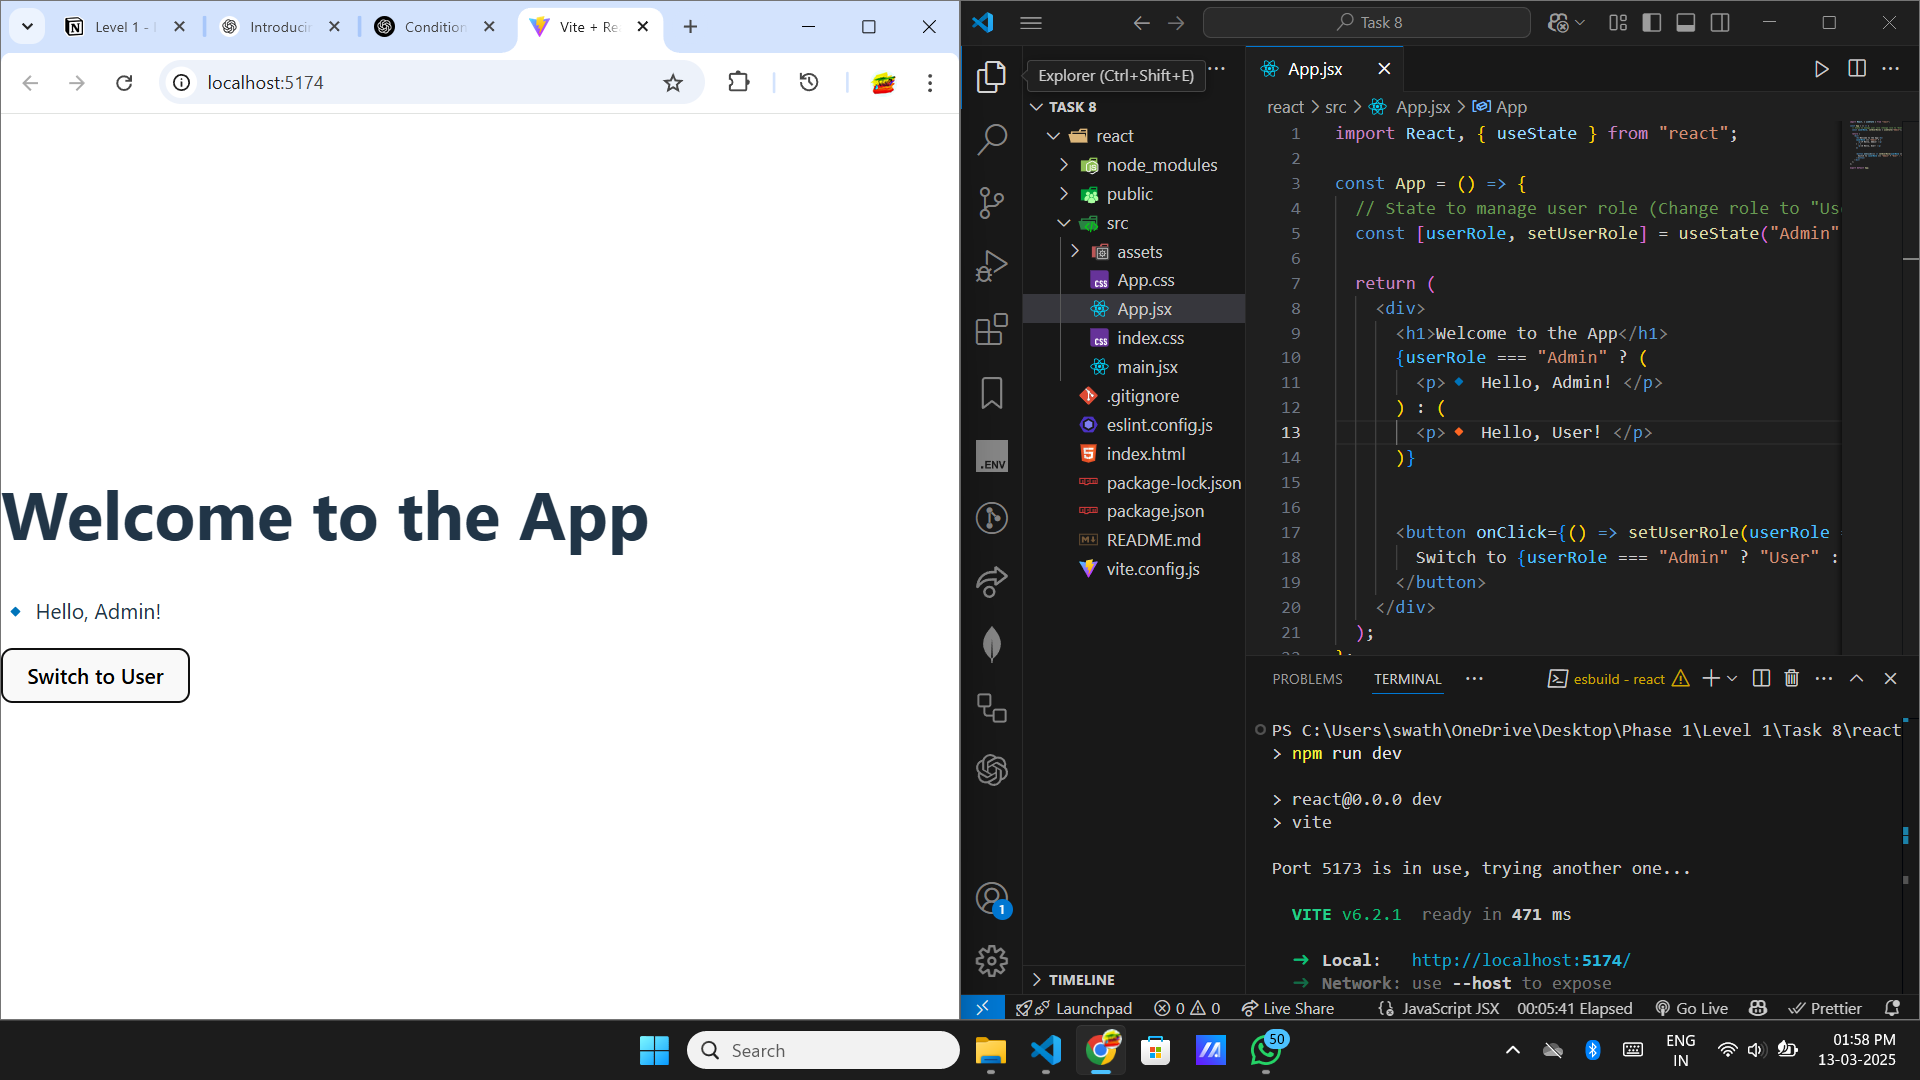 Level 1 -
Introducin
Condition
Vite + Re
localhost:5174
Welcome to the App
Hello, Admin!
Switch to User
Task 8
Explorer (Ctrl+Shift+E)
TASK 8
react
node_modules
public
src
assets
App.css
App.jsx
index.css
main.jsx
.gitignore
eslint.config.js
index.html
package-lock.json
package.json
README.md
vite.config.js
TIMELINE
.ENV
1
App.jsx
react > src > App.jsx > App
1 import React, { useState } from "react";
2
3 const App = () => {
4 // State to manage user role (Change role to "Us
5 const [userRole, setUserRole] = useState("Admin"
6
7 return (
8 <div>
9 <h1>Welcome to the App</h1>
10 {userRole === "Admin" ? (
11 <p>🔹 Hello, Admin! </p>
12 ) : (
13 <p>🔸 Hello, User! </p>
14 )}
15
16
17 <button onClick={() => setUserRole(userRole
18 Switch to {userRole === "Admin" ? "User" :
19 </button>
20 </div>
21 );
PROBLEMS TERMINAL
esbuild - react
PS C:\Users\swath\OneDrive\Desktop\Phase 1\Level 1\Task 8\react
> npm run dev
> react@0.0.0 dev
> vite
Port 5173 is in use, trying another one...
VITE v6.2.1 ready in 471 ms
➜ Local: http://localhost:5174/
➜ Network: use --host to expose
Launchpad 0 0 Live Share JavaScript JSX 00:05:41 Elapsed Go Live Prettier
Search
50
ENG
IN
01:58 PM
13-03-2025